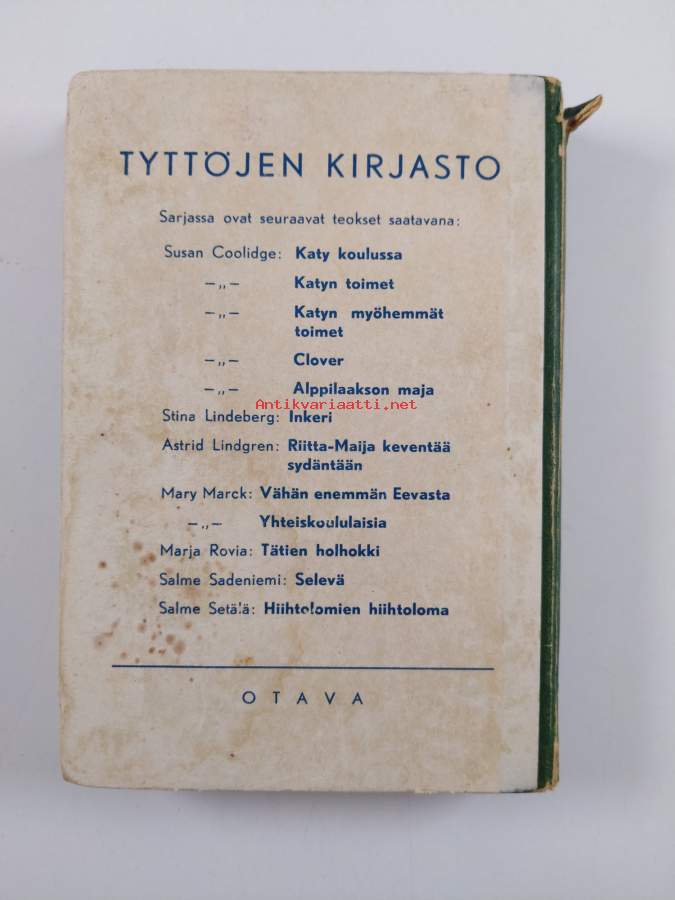 TYTTÖJEN KIRJASTO
Sarjassa ovat seuraavat teokset saatavana:
Susan Coolidge: Katy koulussa
—„— Katyn toimet
—„— Katyn myöhemmät
toimet
—„— Clover
—„— Alppilaakson maja
Antikvariaatti.net
Stina Lindeberg: Inkeri
Astrid Lindgren: Riitta-Maija keventää
sydäntään
Mary Marck: Vähän enemmän Eevasta
—„— Yhteiskoululaisia
Marja Rovia: Tätien holhokki
Salme Sadeniemi: Selevä
Salme Setälä: Hiihtolomien hiihtoloma
OTAVA